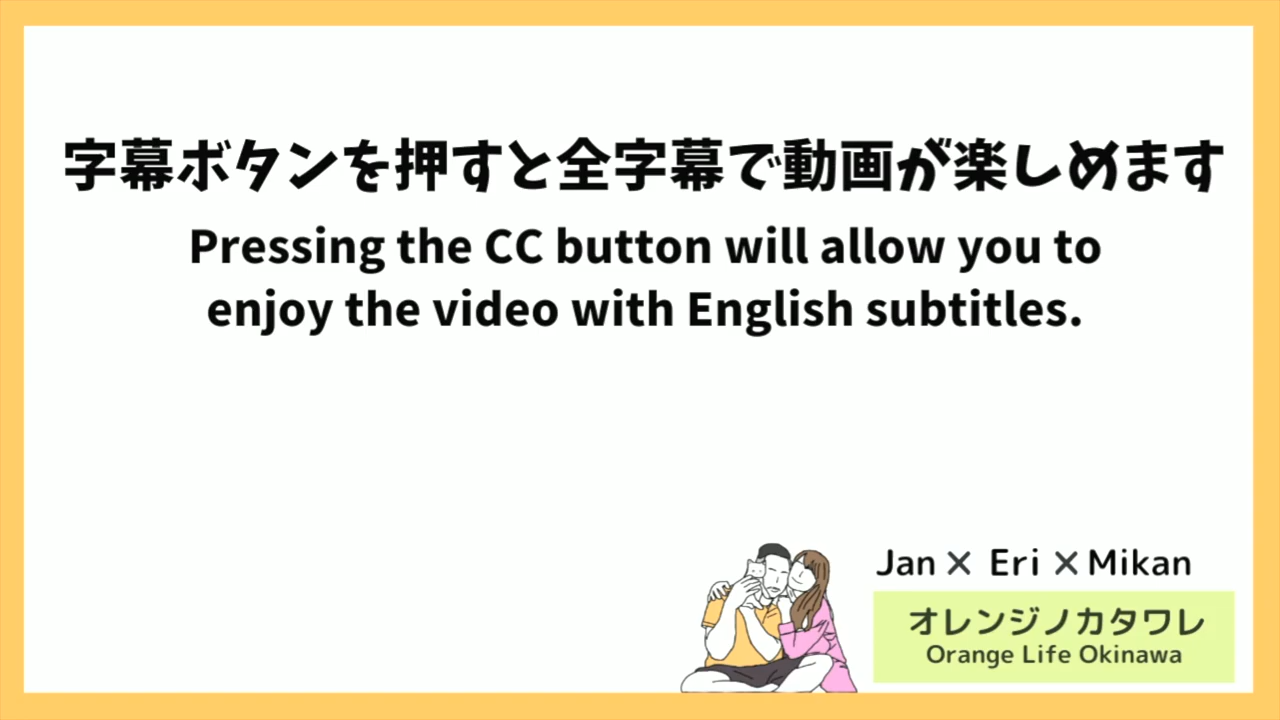 字幕ボタンを押すと全字幕で動画が楽しめます
Pressing the CC button will allow you to
enjoy the video with English subtitles.
Jan × Eri ×Mikan
オレンジノカタワレ
Orange Life Okinawa